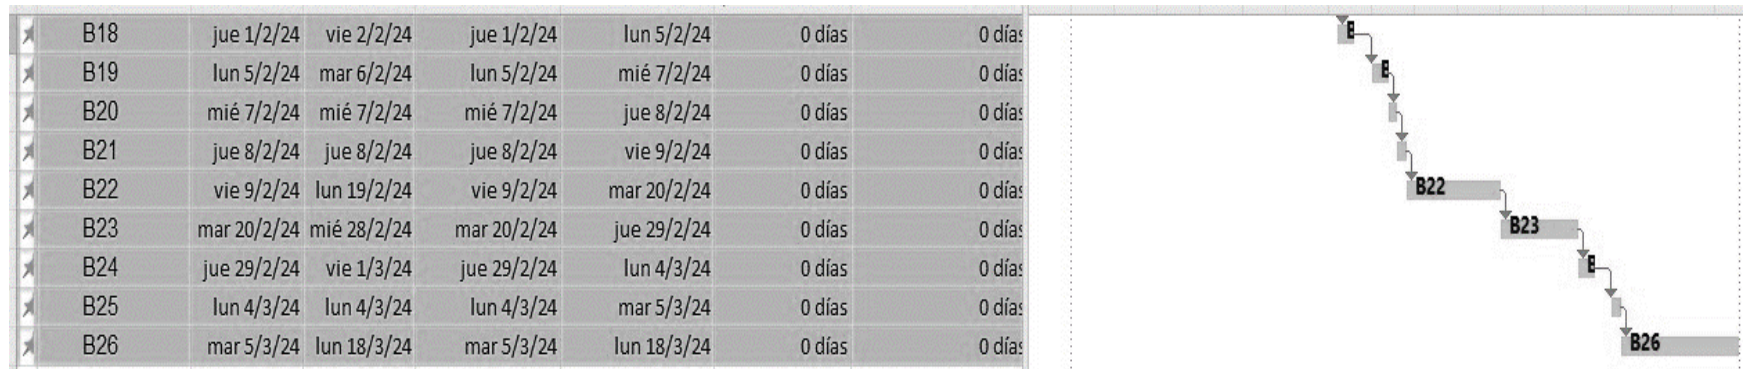 B18 jue 1/2/24 vie 2/2/24 jue 1/2/24 lun 5/2/24 0 días 0 días
B19 lun 5/2/24 mar 6/2/24 lun 5/2/24 mié 7/2/24 0 días 0 días
B20 mié 7/2/24 mié 7/2/24 mié 7/2/24 jue 8/2/24 0 días 0 días
B21 jue 8/2/24 jue 8/2/24 jue 8/2/24 vie 9/2/24 0 días 0 días
B22 vie 9/2/24 lun 19/2/24 vie 9/2/24 mar 20/2/24 0 días 0 días B22
B23 mar 20/2/24 mié 28/2/24 mar 20/2/24 jue 29/2/24 0 días 0 días B23
B24 jue 29/2/24 vie 1/3/24 jue 29/2/24 lun 4/3/24 0 días 0 días
B25 lun 4/3/24 lun 4/3/24 lun 4/3/24 mar 5/3/24 0 días 0 días
B26 mar 5/3/24 lun 18/3/24 mar 5/3/24 lun 18/3/24 0 días 0 días B26